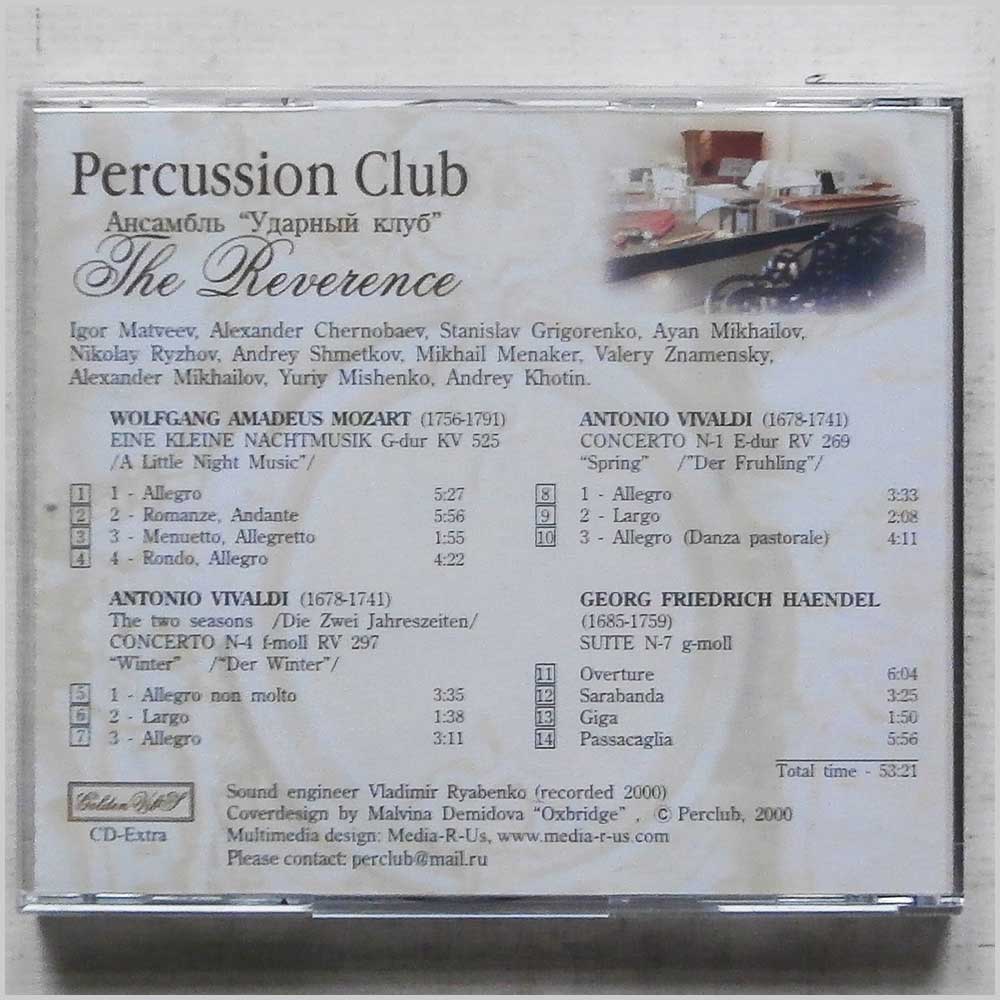 Percussion Club
Ансамбль “Ударный клуб”
The Reverence
Igor Matveev, Alexander Chernobaev, Stanislav Grigorenko, Ayan Mikhailov,
Nikolay Ryzhov, Andrey Shmetkov, Mikhail Menaker, Valery Znamensky,
Alexander Mikhailov, Yuriy Mishenko, Andrey Khotin.
WOLFGANG AMADEUS MOZART (1756-1791)
EINE KLEINE NACHTMUSIK G-dur KV 525
/A Little Night Music"/
1 1 - Allegro 5:27
2 2 - Romanze, Andante 5:56
3 3 - Menuetto, Allegretto 1:55
4 4 - Rondo, Allegro 4:22
ANTONIO VIVALDI (1678-1741)
The two seasons /Die Zwei Jahreszeiten/
CONCERTO N-4 f-moll RV 297
“Winter” /“Der Winter”/
5 1 - Allegro non molto 3:35
6 2 - Largo 1:38
7 3 - Allegro 3:11
ANTONIO VIVALDI (1678-1741)
CONCERTO N-1 E-dur RV 269
“Spring” /”Der Fruhling”/
8 1 - Allegro 3:33
9 2 - Largo 2:08
10 3 - Allegro (Danza pastorale) 4:11
GEORG FRIEDRICH HAENDEL
(1685-1759)
SUITE N-7 g-moll
11 Overture 6:04
12 Sarabanda 3:25
13 Giga 1:50
14 Passacaglia 5:56
Total time - 53:21
Golden
CD-Extra
Sound engineer Vladimir Ryabenko (recorded 2000)
Coverdesign by Malvina Demidova “Oxbridge” , © Perclub, 2000
Multimedia design: Media-R-Us, www.media-r-us.com
Please contact: perclub@mail.ru